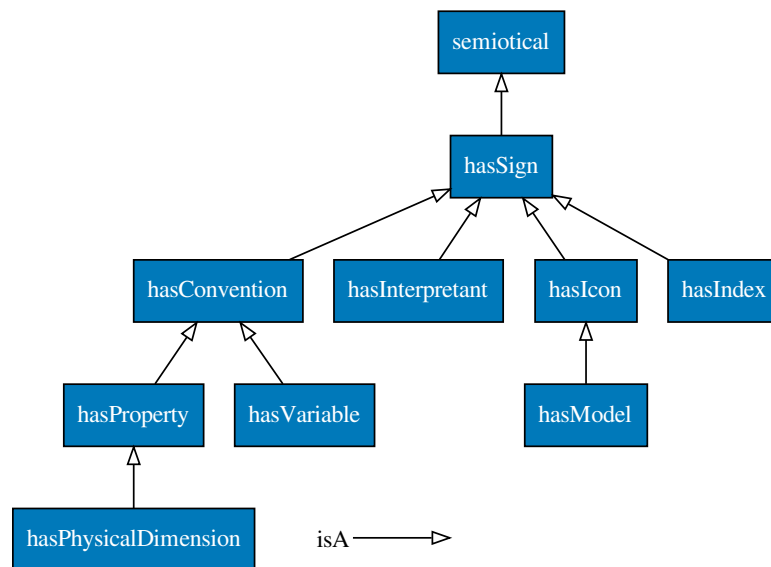 semiotical
hasSign
hasConvention
hasInterpretant
hasIcon
hasIndex
hasProperty
hasVariable
hasModel
hasPhysicalDimension
isA